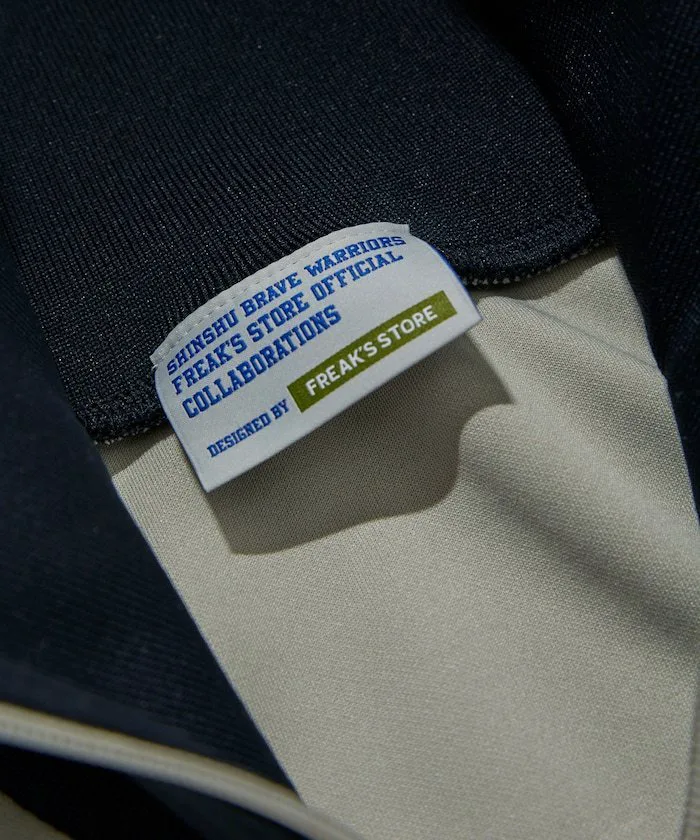 SHINSHU BRAVE WARRIORS
FREAK'S STORE OFFICIAL
COLLABORATIONS
DESIGNED BY FREAK'S STORE